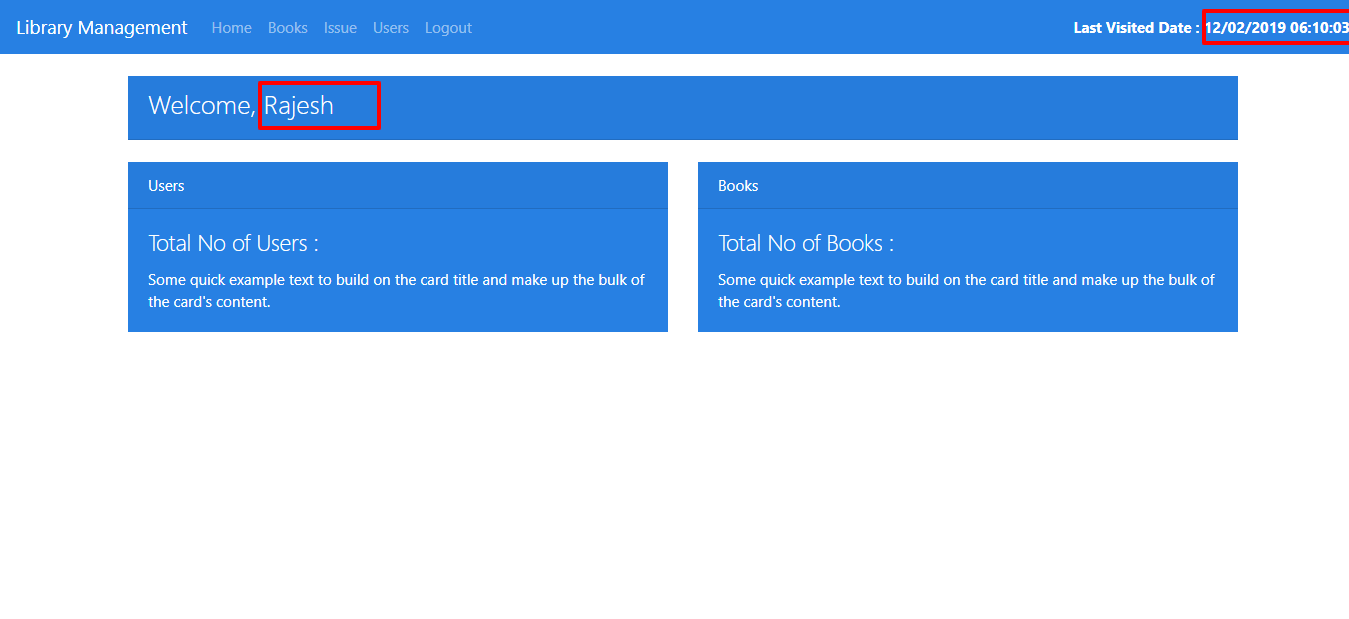 Library Management Home Books Issue Users Logout Last Visited Date : 12/02/2019 06:10:03
Welcome, Rajesh
Users
Total No of Users :
Some quick example text to build on the card title and make up the bulk of
the card's content.
Books
Total No of Books :
Some quick example text to build on the card title and make up the bulk of
the card's content.